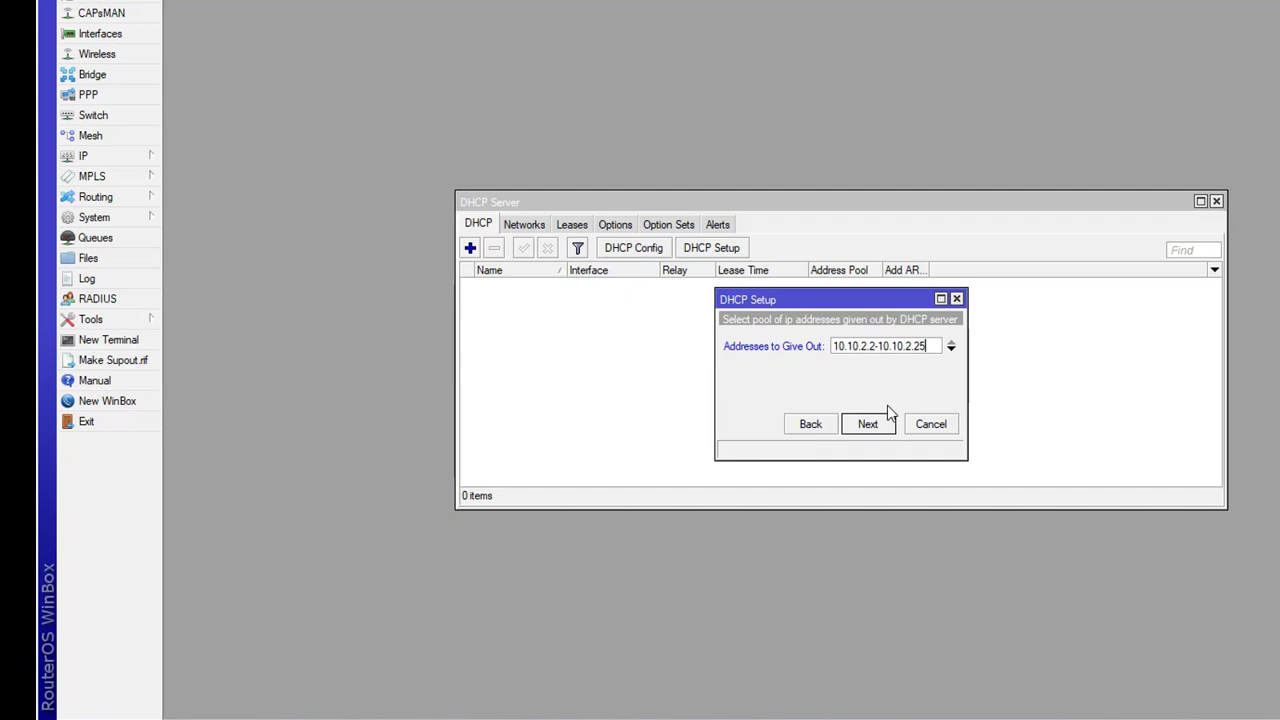 CAPsMAN
Interfaces
Wireless
Bridge
PPP
Switch
Mesh
IP
MPLS
Routing
System
Queues
Files
Log
RADIUS
Tools
New Terminal
Make Supout.rif
Manual
New WinBox
Exit
RouterOS WinBox
DHCP Server
DHCP Networks Leases Options Option Sets Alerts
DHCP Config DHCP Setup Find
Name Interface Relay Lease Time Address Pool Add AR...
DHCP Setup
Select pool of ip addresses given out by DHCP server
Addresses to Give Out: 10.10.2.2-10.10.2.25
Back Next Cancel
0 items